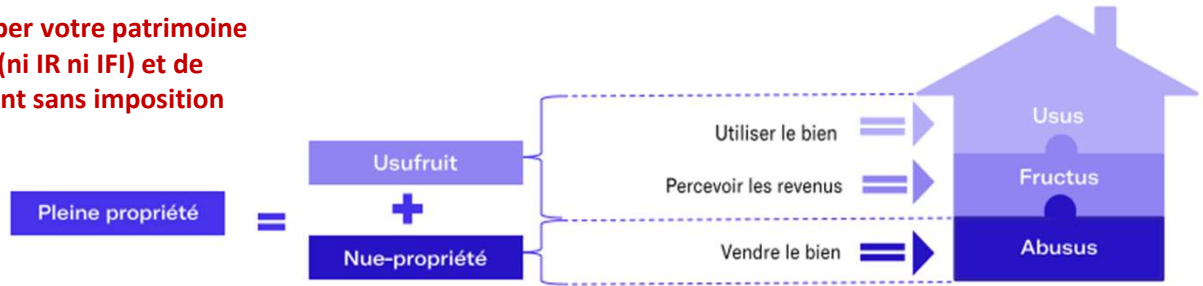 per votre patrimoine
(ni IR ni IFI) et de
nt sans imposition
Pleine propriété
=
Usufruit
+
Nue-propriété
Utiliser le bien
Percevoir les revenus
Vendre le bien
Usus
Fructus
Abusus